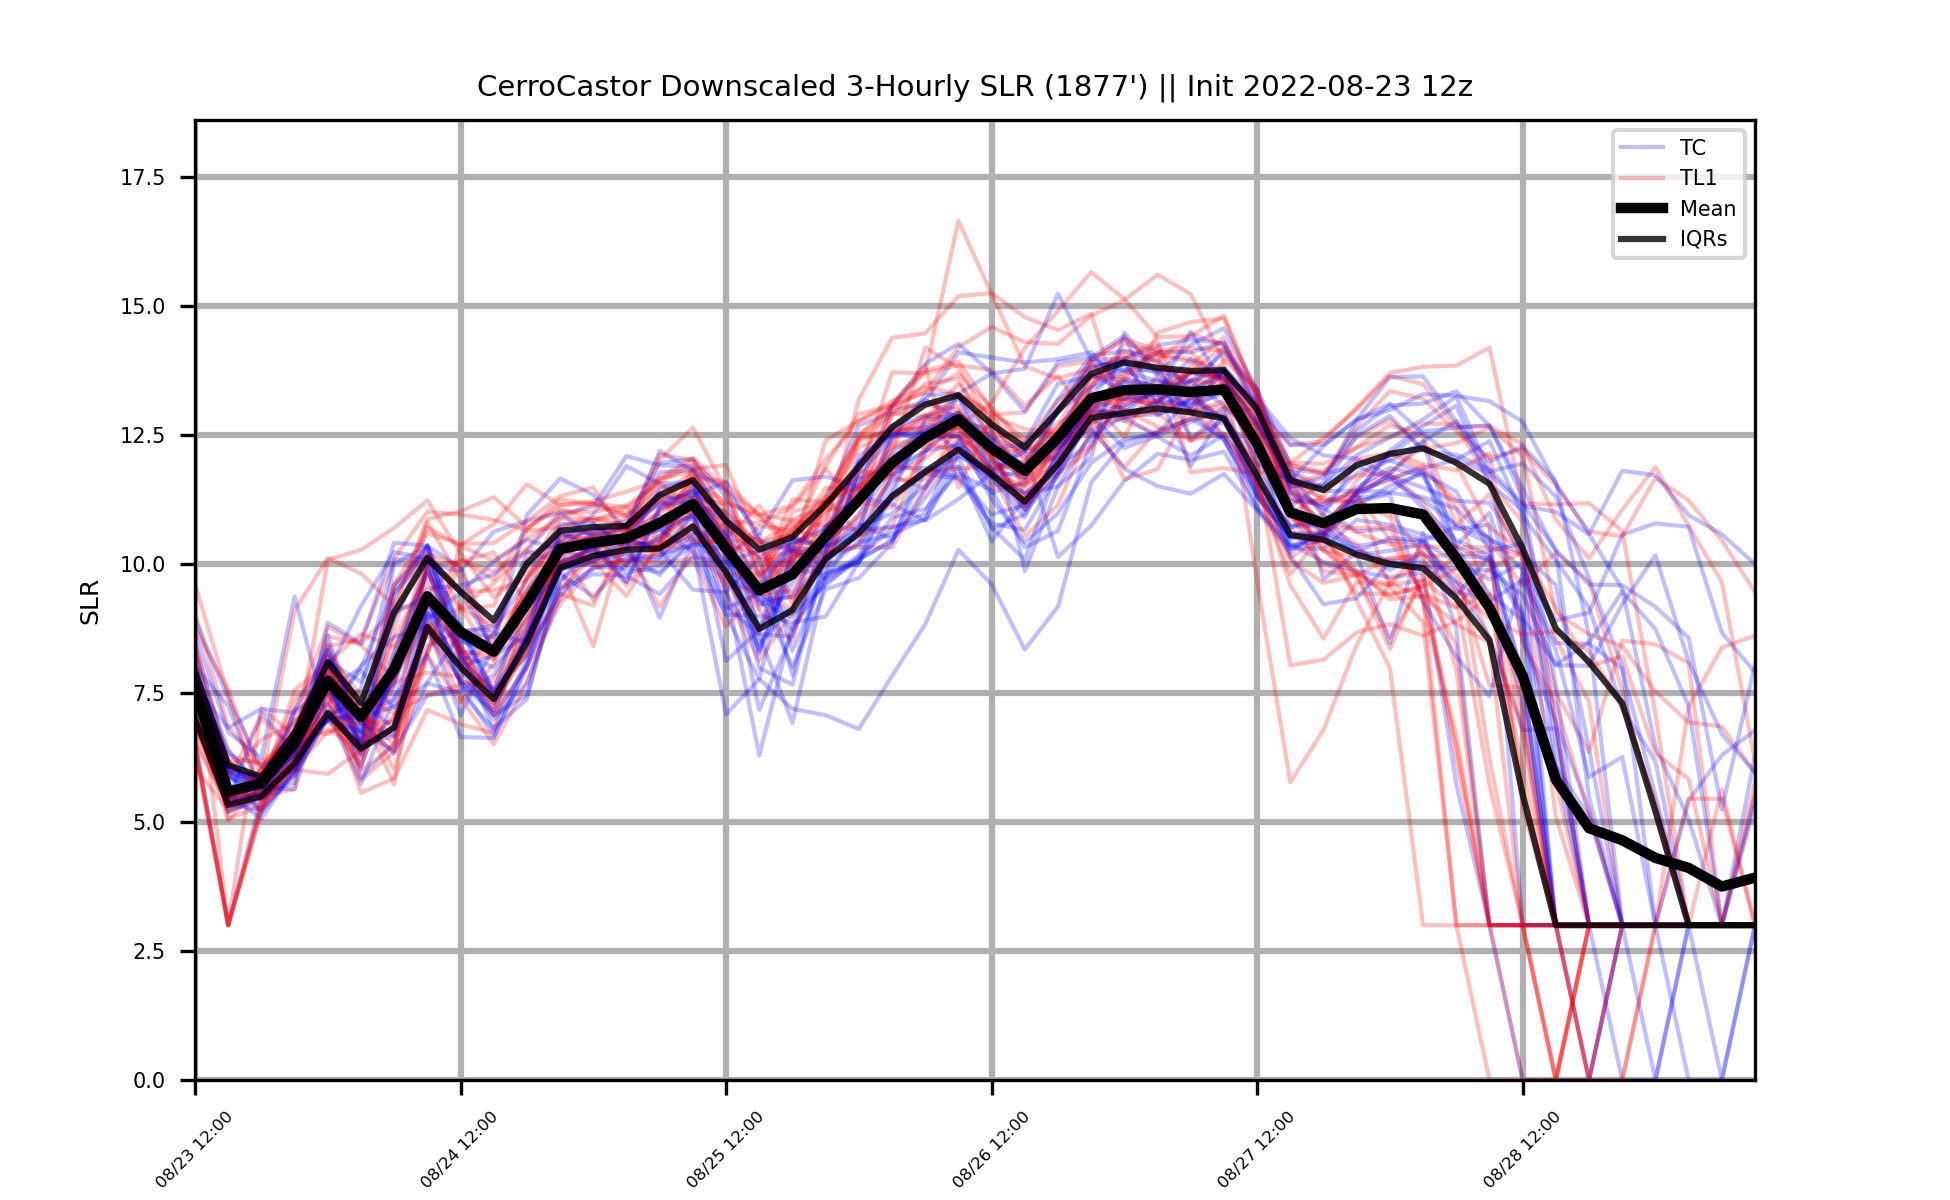 CerroCastor Downscaled 3-Hourly SLR (1877') || Init 2022-08-23 12z
TC
TL1
Mean
IQRs
SLR
17.5
15.0
12.5
10.0
7.5
5.0
2.5
0.0
08/23 12:00
08/24 12:00
08/25 12:00
08/26 12:00
08/27 12:00
08/28 12:00